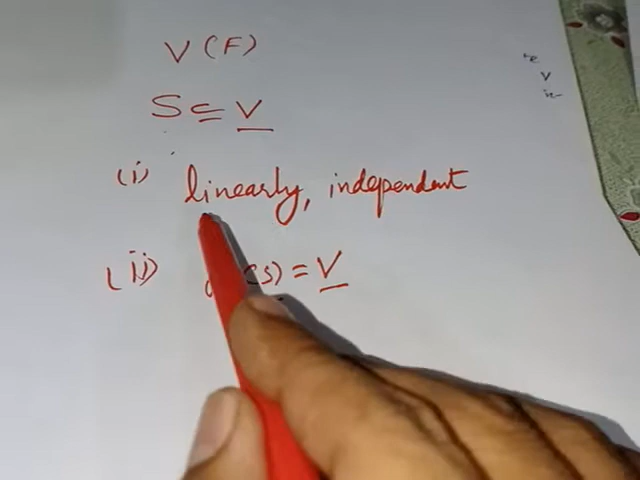 V (F)
S ⊆ V
(i) linearly, independent
(ii) (S) = V